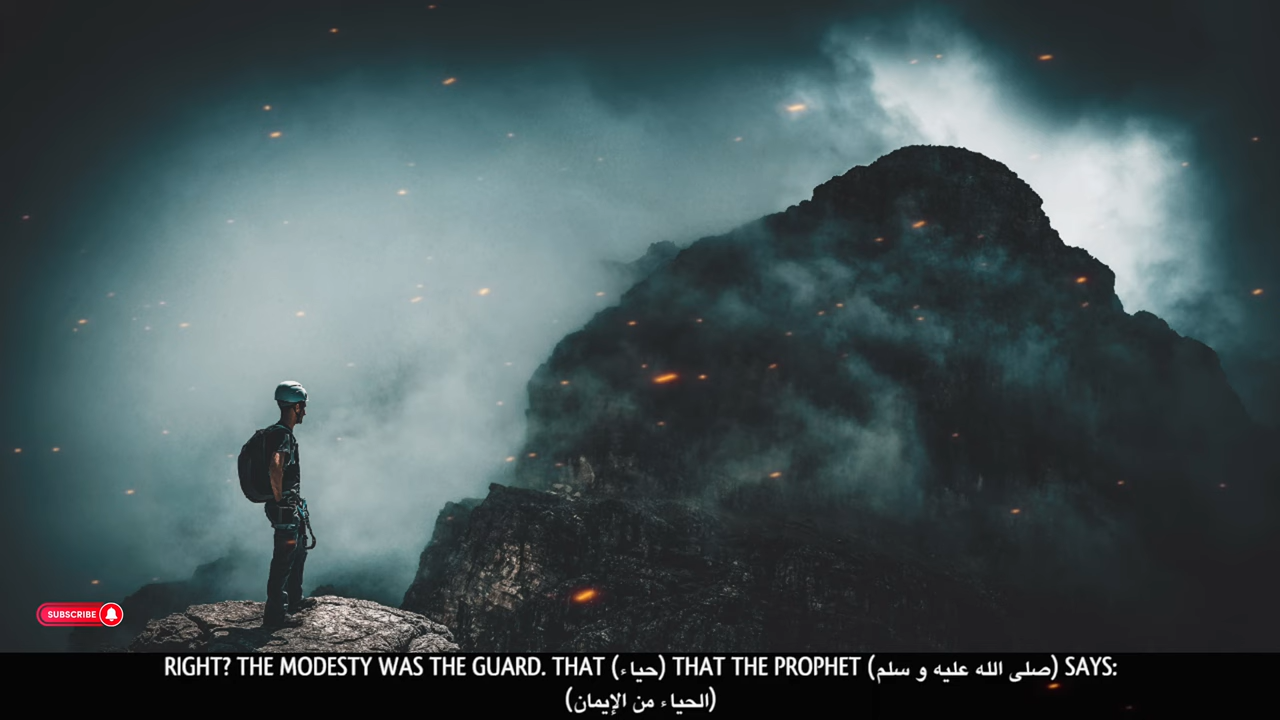 SUBSCRIBE
RIGHT? THE MODESTY WAS THE GUARD. THAT (حياء) THAT THE PROPHET (صلى الله عليه و سلم) SAYS:
(الحياء من الإيمان)